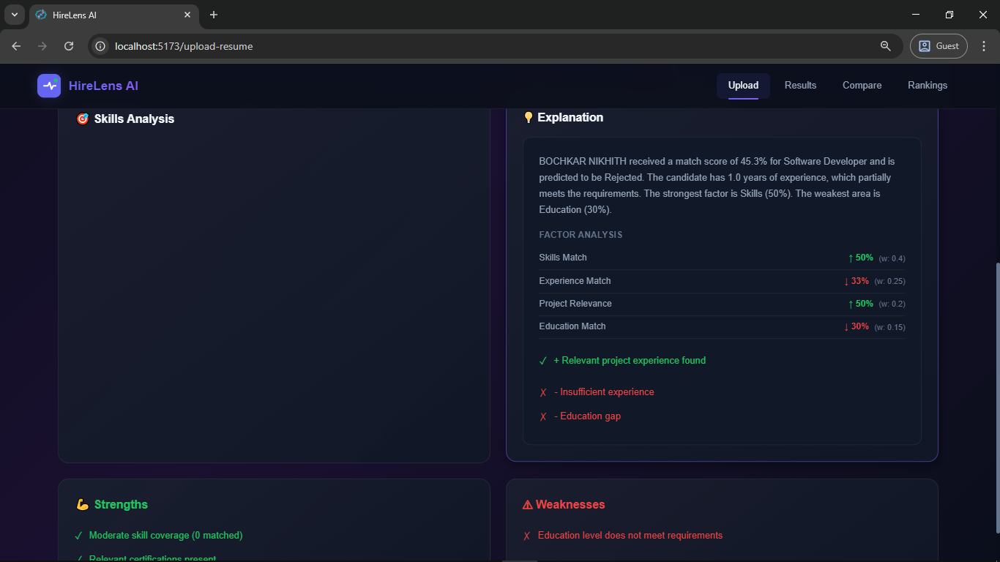 HireLens AI
localhost:5173/upload-resume
Guest
HireLens AI
Upload Results Compare Rankings
🎯 Skills Analysis
💡 Explanation
BOCHKAR NIKHITH received a match score of 45.3% for Software Developer and is
predicted to be Rejected. The candidate has 1.0 years of experience, which partially
meets the requirements. The strongest factor is Skills (50%). The weakest area is
Education (30%).
FACTOR ANALYSIS
Skills Match ↑ 50% (w: 0.4)
Experience Match ↓ 33% (w: 0.25)
Project Relevance ↑ 50% (w: 0.2)
Education Match ↓ 30% (w: 0.15)
✓ + Relevant project experience found
✗ - Insufficient experience
✗ - Education gap
💪 Strengths
✓ Moderate skill coverage (0 matched)
✓ Relevant certifications present
⚠ Weaknesses
✗ Education level does not meet requirements